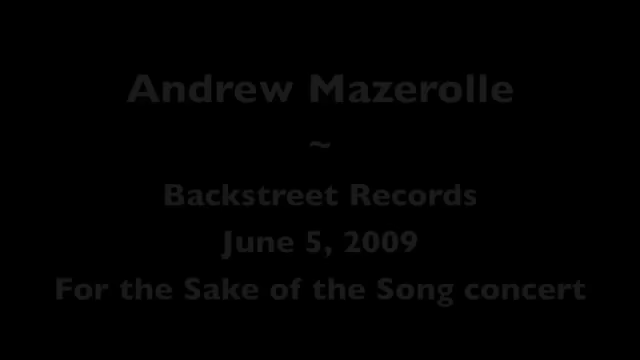 Andrew Mazerolle
~
Backstreet Records
June 5, 2009
For the Sake of the Song concert